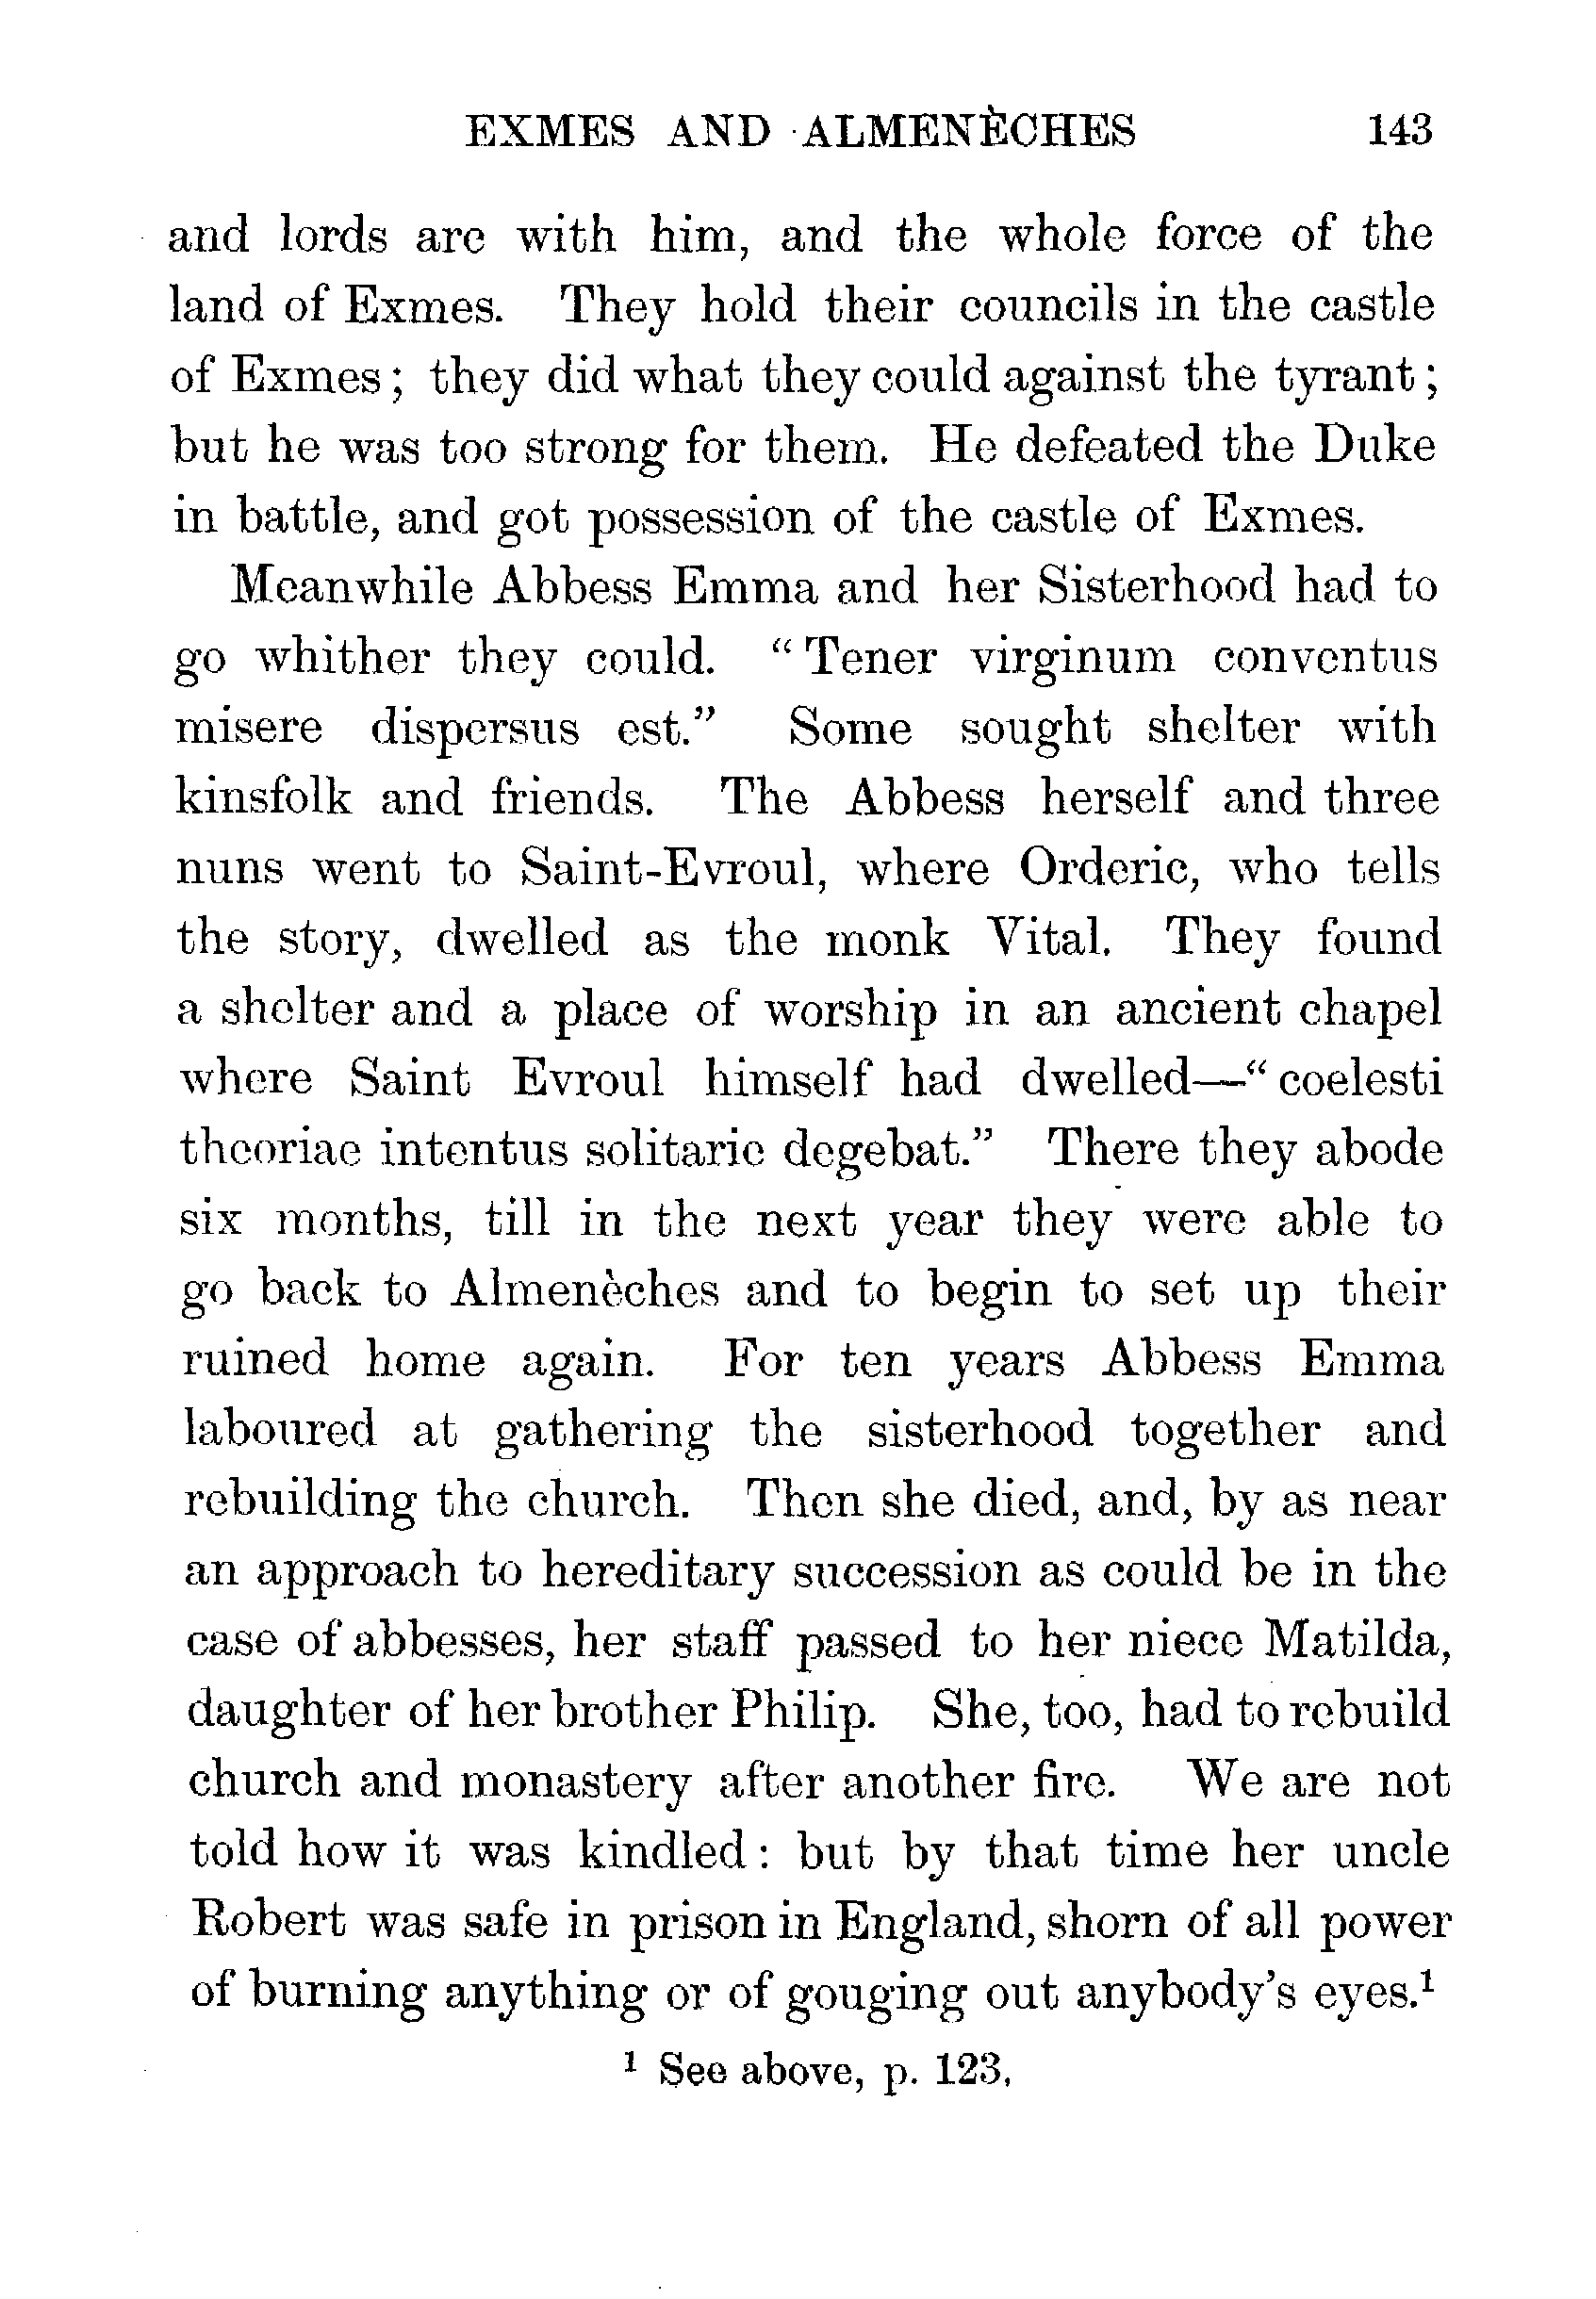 EXMES AND ALMENÈCHES 143
and lords are with him, and the whole force of the
land of Exmes. They hold their councils in the castle
of Exmes; they did what they could against the tyrant;
but he was too strong for them. He defeated the Duke
in battle, and got possession of the castle of Exmes.
Meanwhile Abbess Emma and her Sisterhood had to
go whither they could. "Tener virginum conventus
misere dispersus est." Some sought shelter with
kinsfolk and friends. The Abbess herself and three
nuns went to Saint-Evroul, where Orderic, who tells
the story, dwelled as the monk Vital. They found
a shelter and a place of worship in an ancient chapel
where Saint Evroul himself had dwelled—"coelesti
theoriae intentus solitarie degebat." There they abode
six months, till in the next year they were able to
go back to Almenèches and to begin to set up their
ruined home again. For ten years Abbess Emma
laboured at gathering the sisterhood together and
rebuilding the church. Then she died, and, by as near
an approach to hereditary succession as could be in the
case of abbesses, her staff passed to her niece Matilda,
daughter of her brother Philip. She, too, had to rebuild
church and monastery after another fire. We are not
told how it was kindled: but by that time her uncle
Robert was safe in prison in England, shorn of all power
of burning anything or of gouging out anybody's eyes.¹
¹ See above, p. 123.